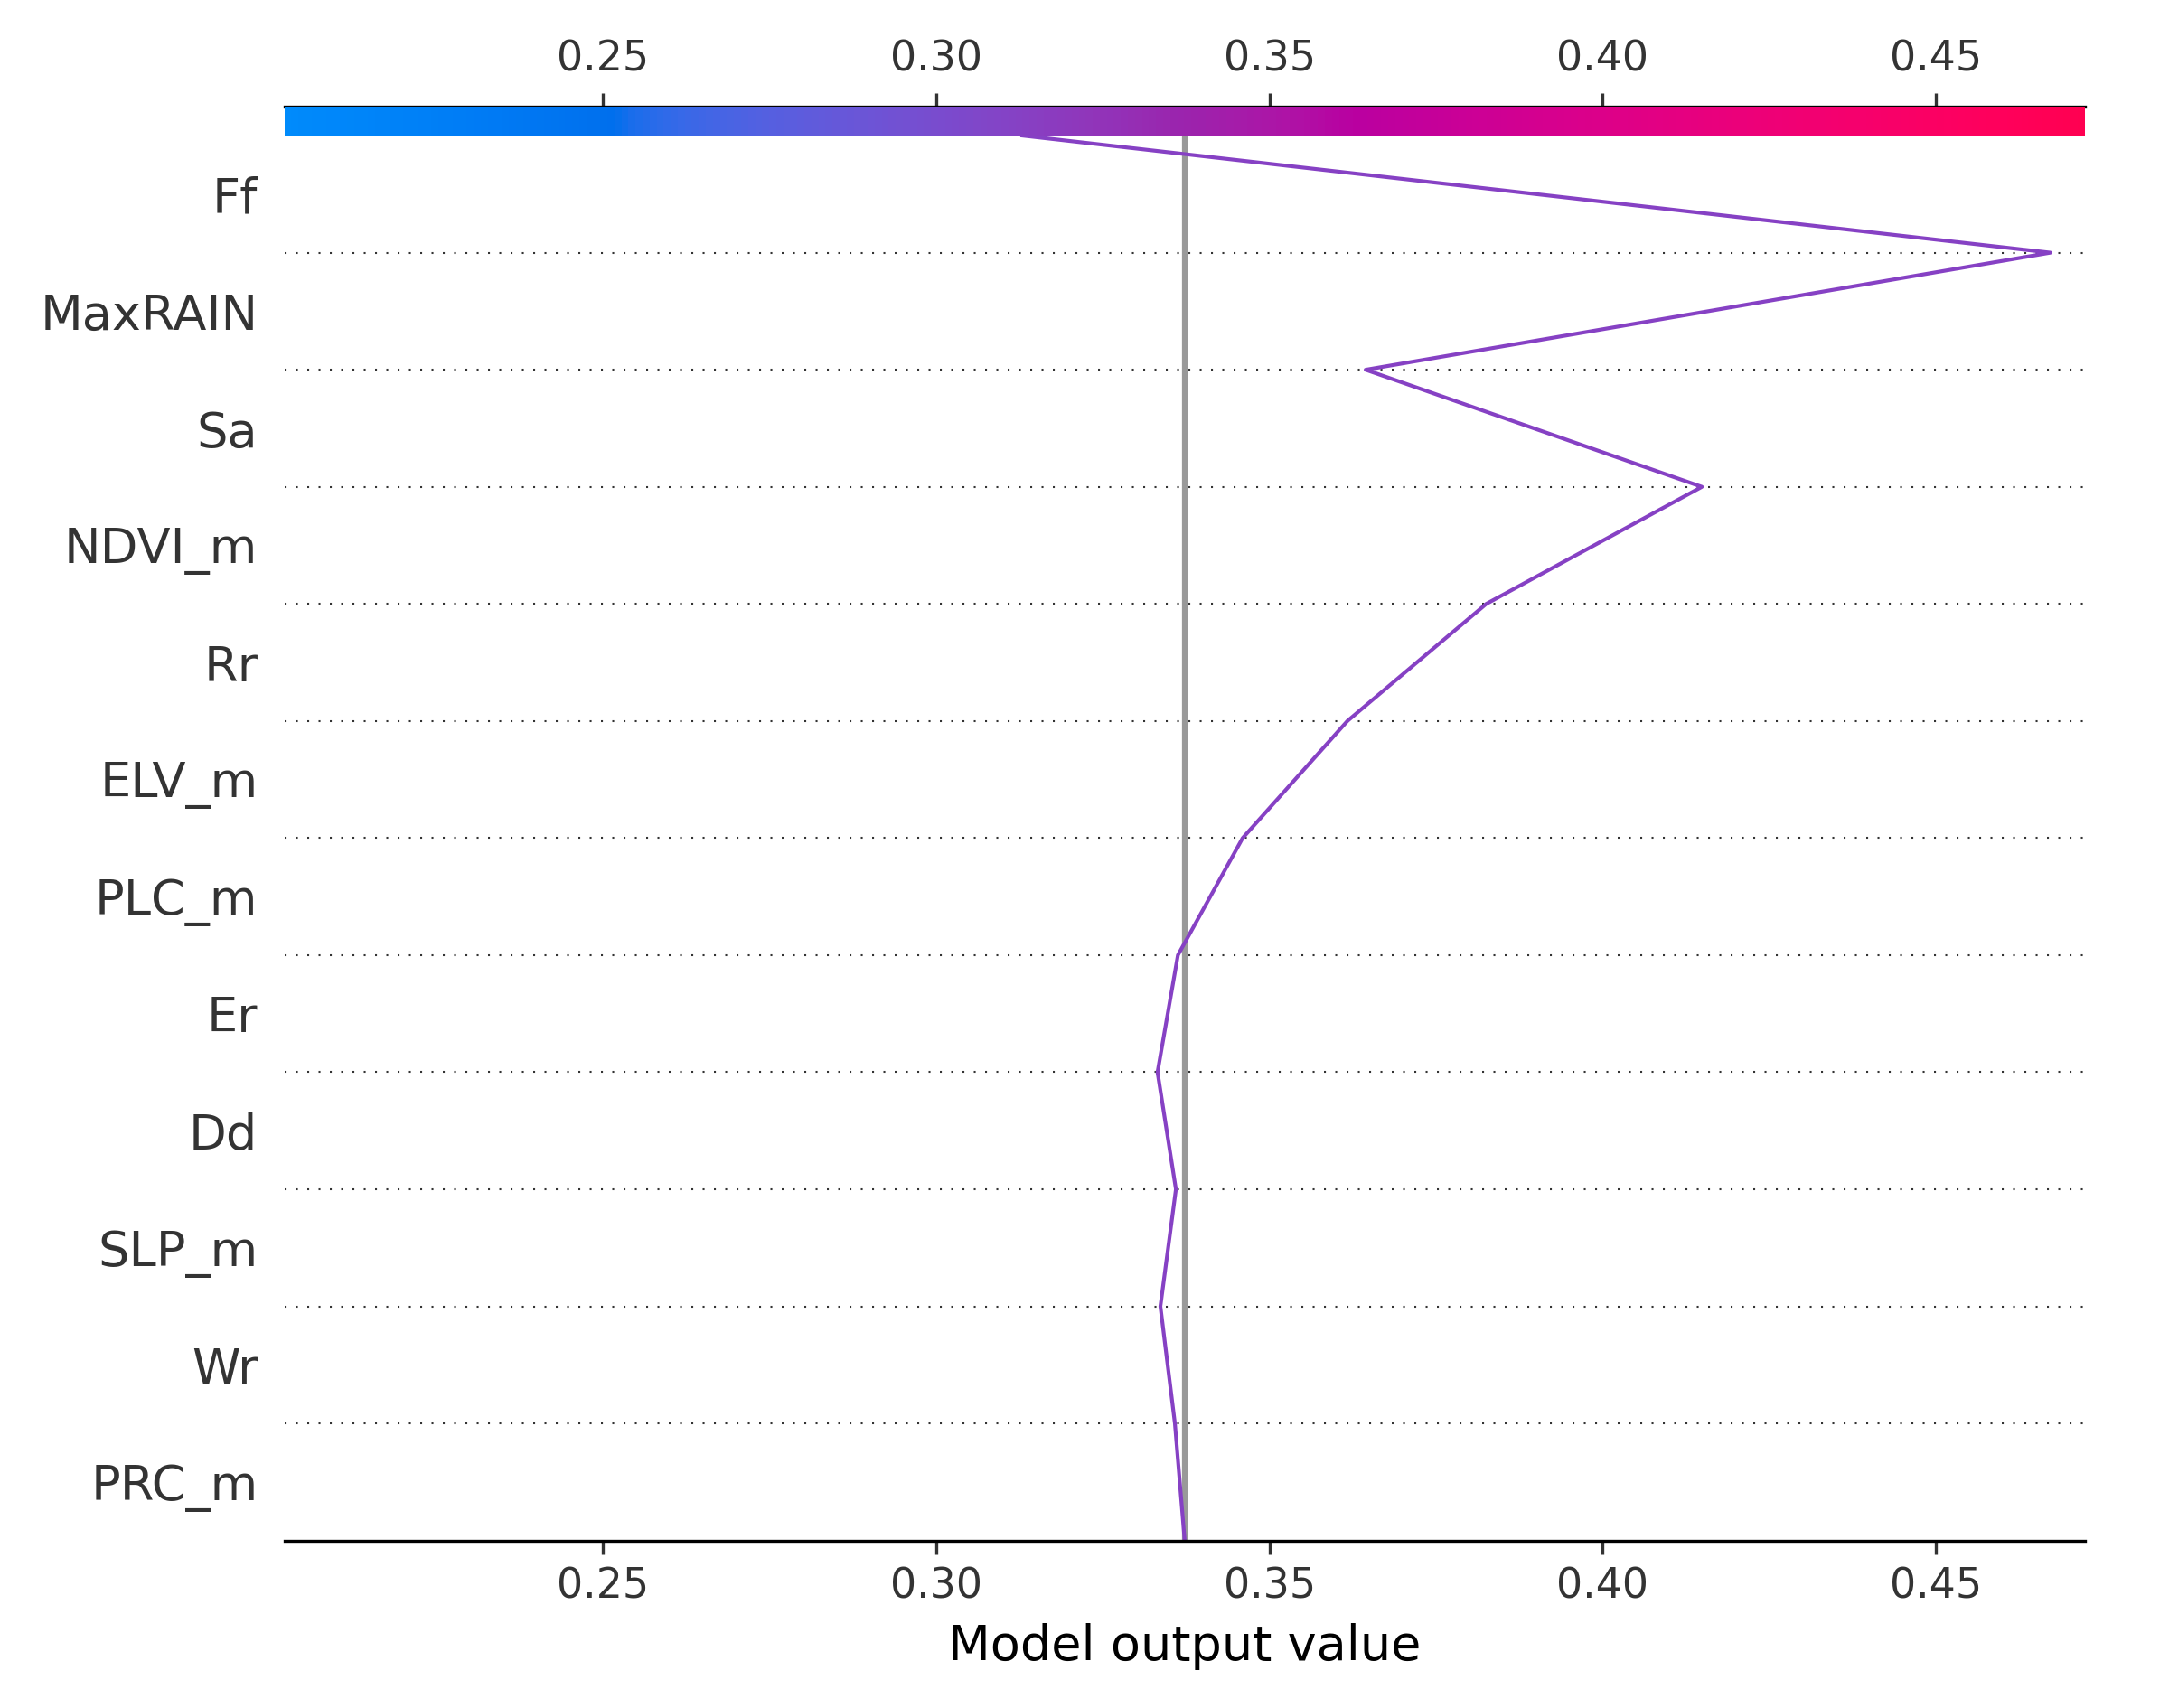 0.25 0.30 0.35 0.40 0.45
Ff
MaxRAIN
Sa
NDVI_m
Rr
ELV_m
PLC_m
Er
Dd
SLP_m
Wr
PRC_m
0.25 0.30 0.35 0.40 0.45
Model output value